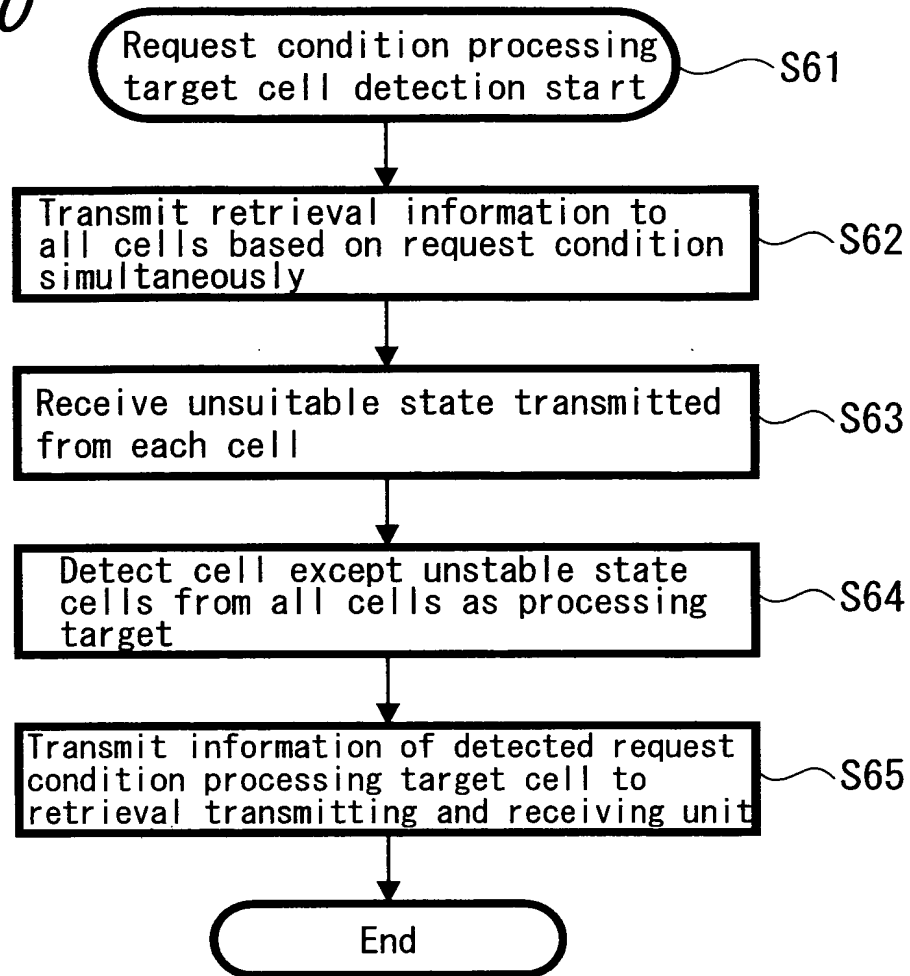 0
Request condition processing
target cell detection start
S61
Transmit retrieval information to
all cells based on request condition
simultaneously
S62
Receive unsuitable state transmitted
from each cell
S63
Detect cell except unstable state
cells from all cells as processing
target
S64
Transmit information of detected request
condition processing target cell to
retrieval transmitting and receiving unit
S65
End